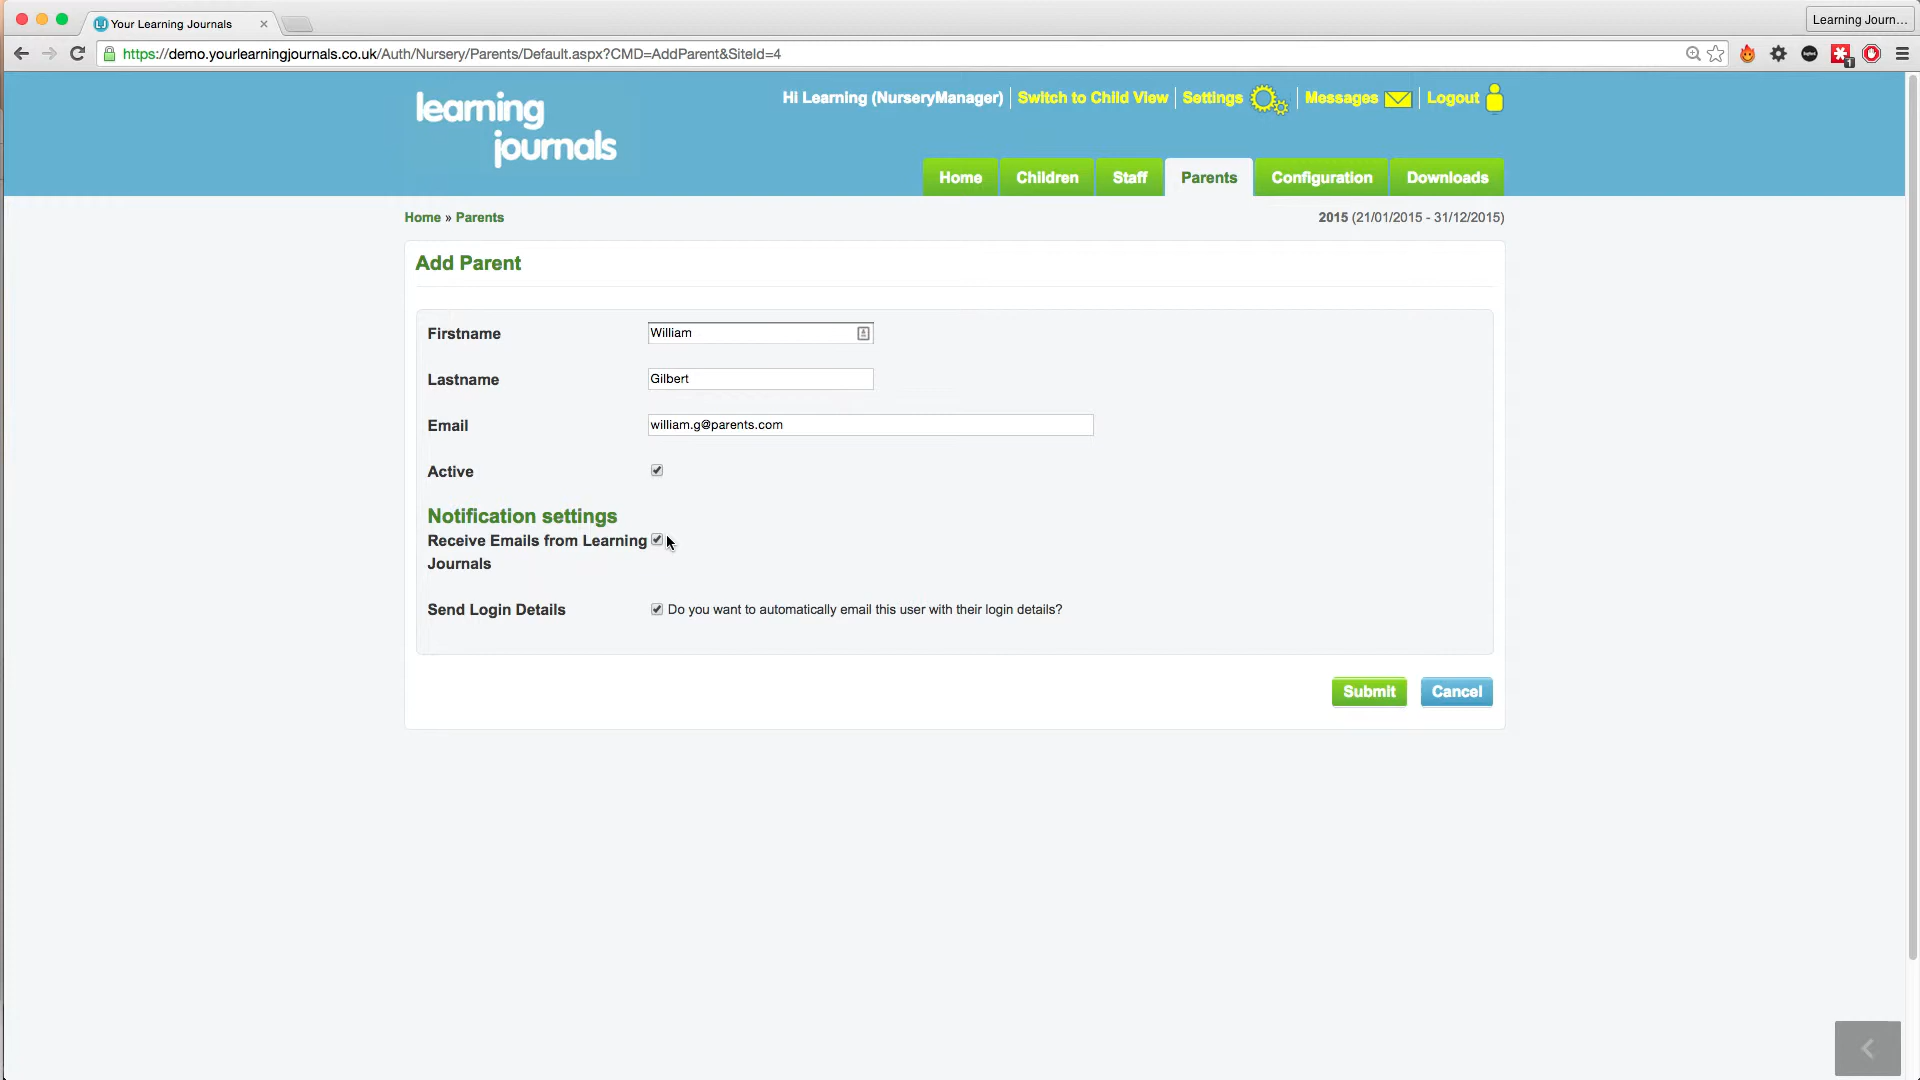 Your Learning Journals
Learning Journ...
https://demo.yourlearningjournals.co.uk/Auth/Nursery/Parents/Default.aspx?CMD=AddParent&SiteId=4
1
learning
journals
Hi Learning (NurseryManager) Switch to Child View Settings Messages Logout
Home Children Staff Parents Configuration Downloads
Home » Parents 2015 (21/01/2015 - 31/12/2015)
Add Parent
Firstname William
Lastname Gilbert
Email william.g@parents.com
Active
Notification settings
Receive Emails from Learning
Journals
Send Login Details Do you want to automatically email this user with their login details?
Submit Cancel